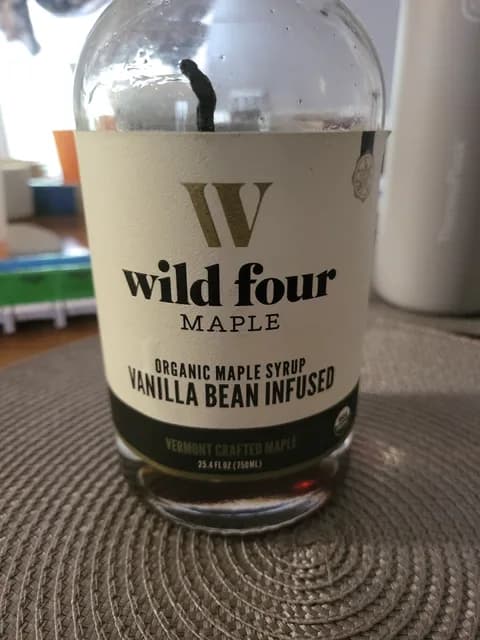 W
wild four
MAPLE
ORGANIC MAPLE SYRUP
VANILLA BEAN INFUSED
VERMONT CRAFTED MAPLE
25.4 FL OZ (750ML)